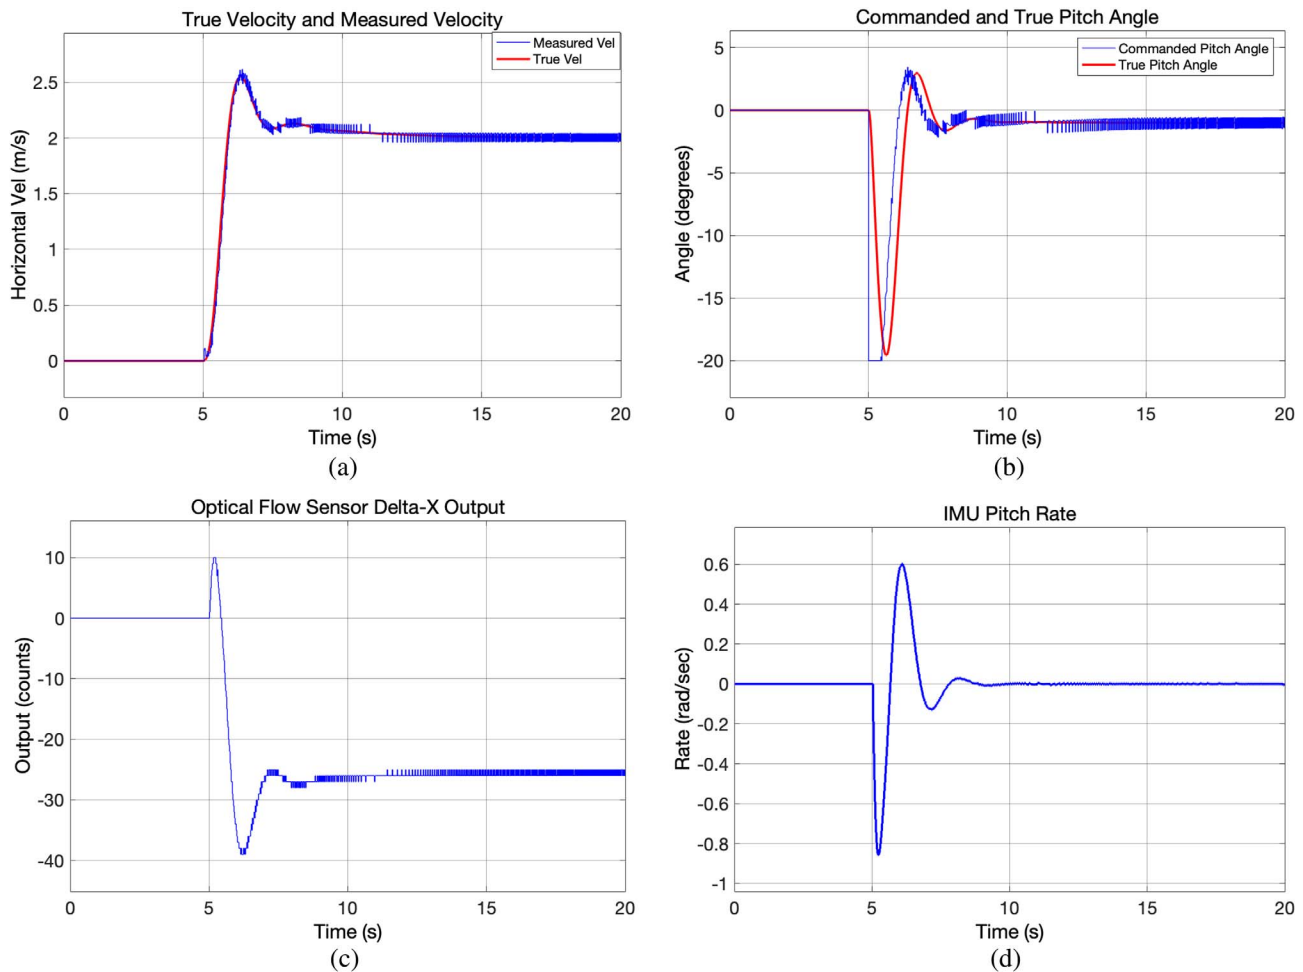 True Velocity and Measured Velocity
Measured Vel
True Vel
Horizontal Vel (m/s)
2.5
2
1.5
1
0.5
0
0 5 10 15 20
Time (s)
(a)
Commanded and True Pitch Angle
Commanded Pitch Angle
True Pitch Angle
Angle (degrees)
5
0
-5
-10
-15
-20
0 5 10 15 20
Time (s)
(b)
Optical Flow Sensor Delta-X Output
Output (counts)
10
0
-10
-20
-30
-40
0 5 10 15 20
Time (s)
(c)
IMU Pitch Rate
Rate (rad/sec)
0.6
0.4
0.2
0
-0.2
-0.4
-0.6
-0.8
-1
0 5 10 15 20
Time (s)
(d)